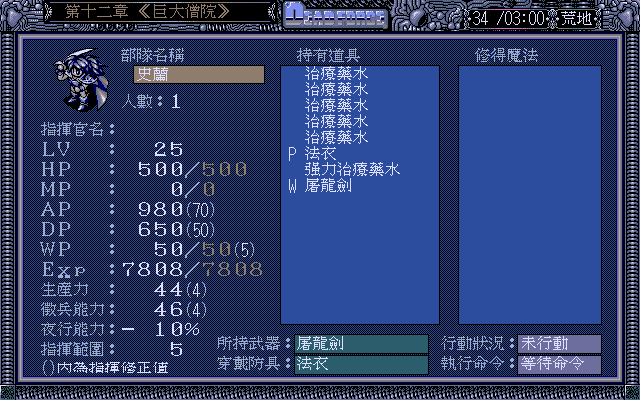 第十二章 《巨大僧院》
DEADFORCE
34 /03:00 荒地
部隊名稱
史蘭
人數：1
指揮官名：
LV ： 25
HP ： 500/500
MP ： 0/0
AP ： 980(70)
DP ： 650(50)
WP ： 50/50(5)
Exp ：7808/7808
生產力： 44(4)
徵兵能力： 46(4)
夜行能力：- 10%
指揮範圍： 5
()內為指揮修正值
持有道具
治療藥水
治療藥水
治療藥水
治療藥水
治療藥水
P 法衣
强力治療藥水
W 屠龍劍
修得魔法
所持武器：屠龍劍
穿戴防具：法衣
行動狀況：未行動
執行命令：等待命令